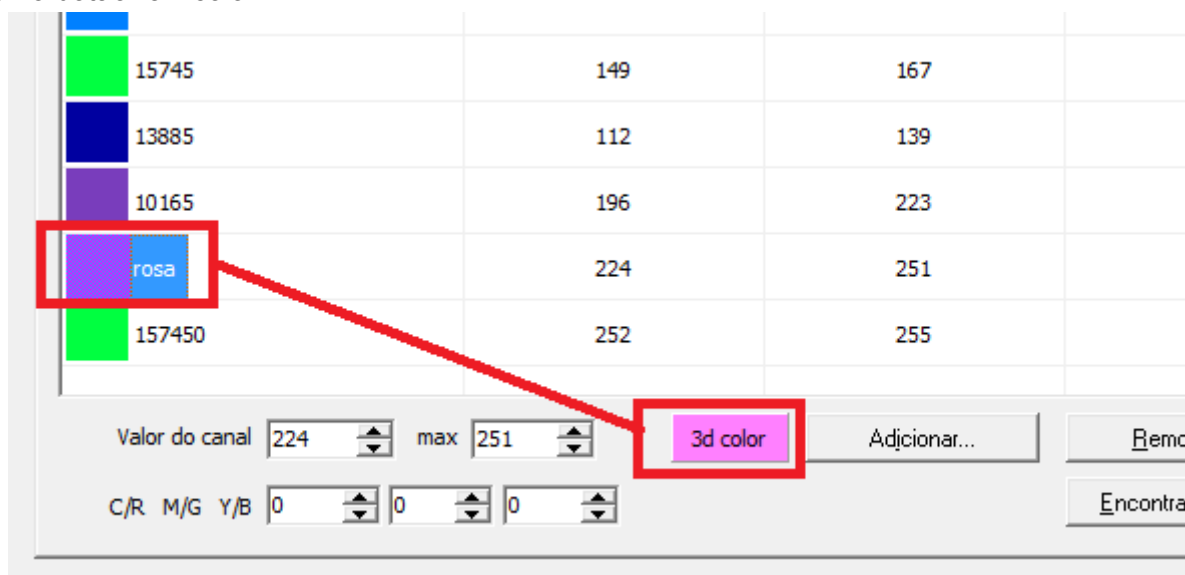 15745 149 167
13885 112 139
10165 196 223
rosa 224 251
157450 252 255
Valor do canal 224 max 251 3d color Adicionar...
C/R M/G Y/B 0 0 0